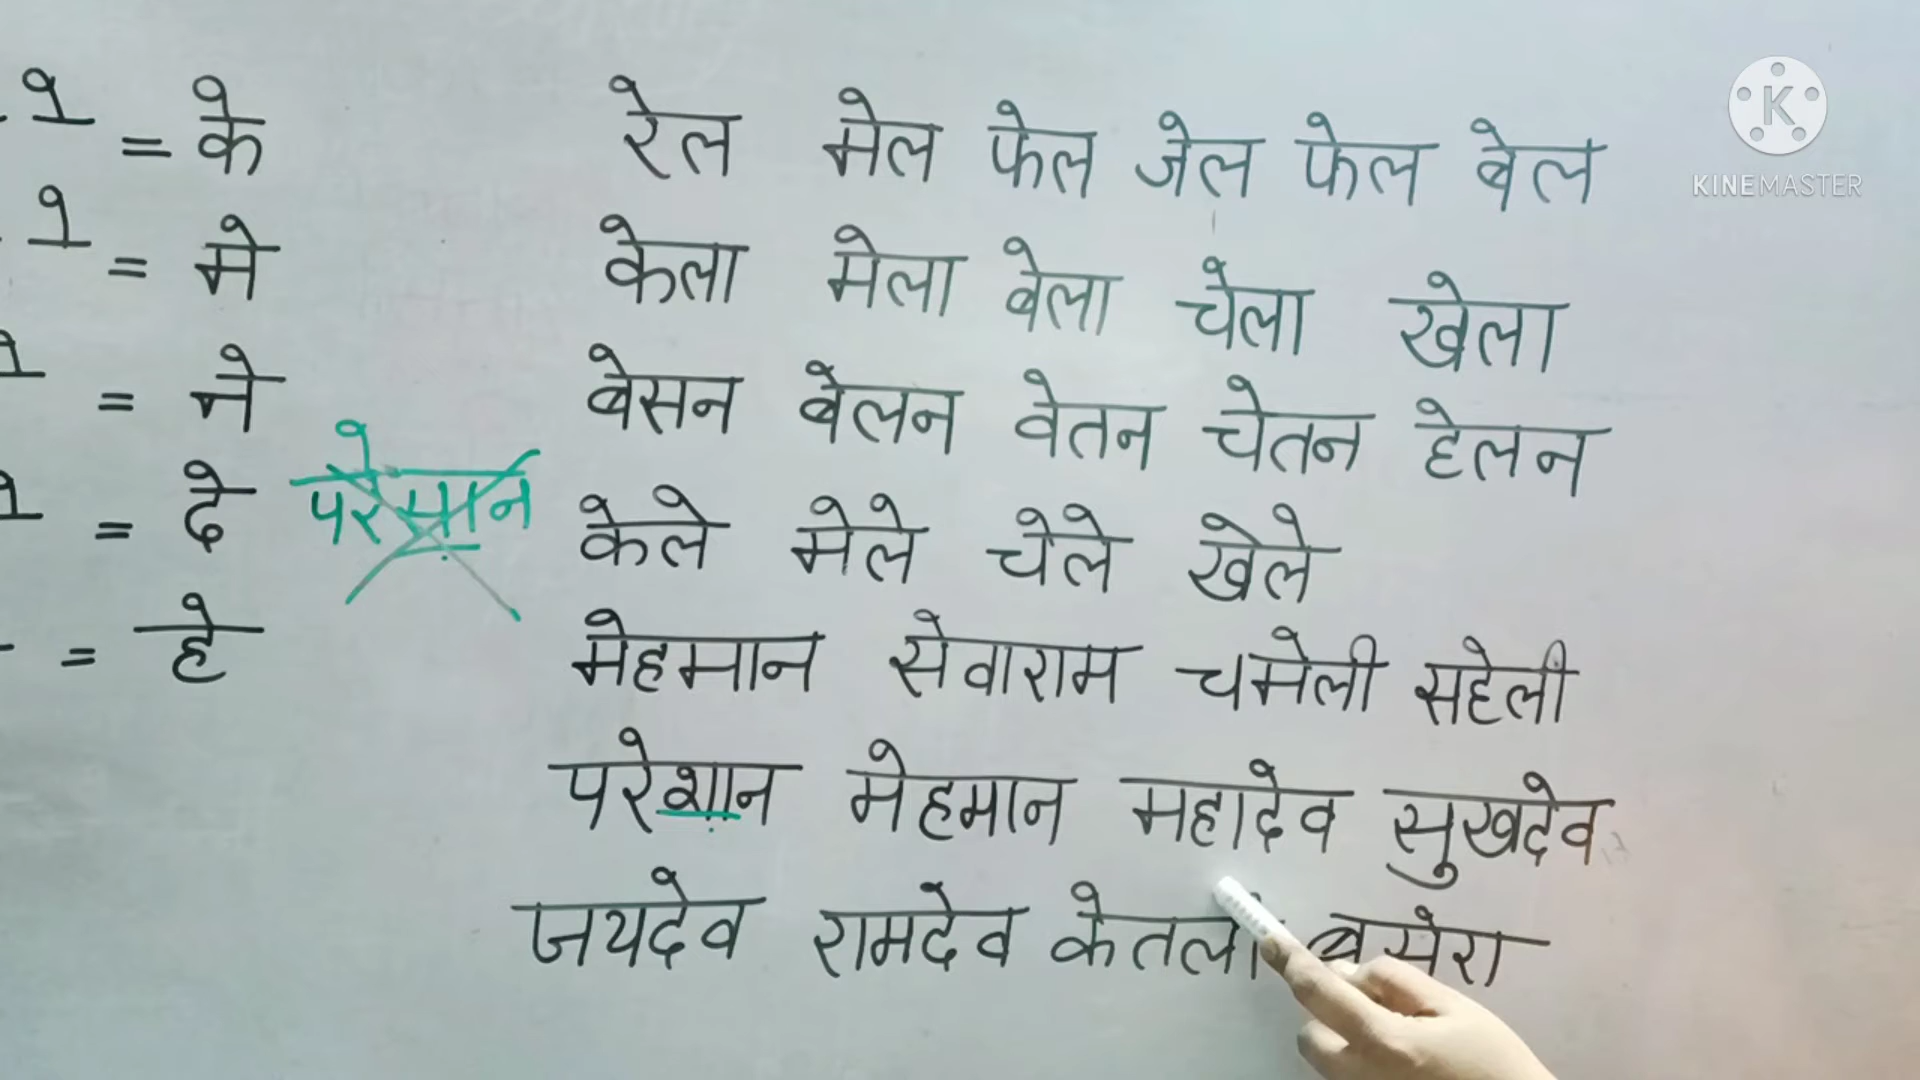 े = के
े = मे
े = ने
े = दे
= हे
परेसान
रेल मेल फेल जेल फेल बेल
केला मेला बेला चेला खेला
बेसन बेलन वेतन चेतन हेलन
केले मेले चेले खेले
मेहमान सेवाराम चमेली सहेली
परेशान मेहमान महादेव सुखदेव
जयदेव रामदेव केतली बसेरा
KINEMASTER